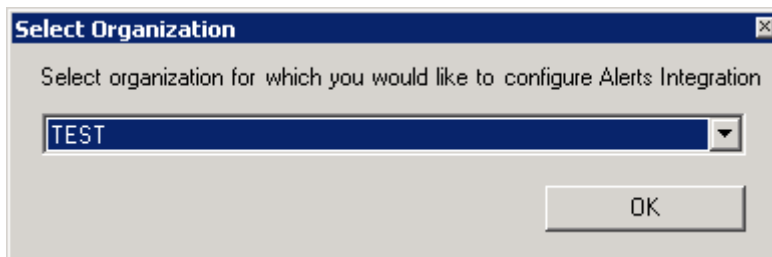 Select Organization
Select organization for which you would like to configure Alerts Integration
TEST
OK